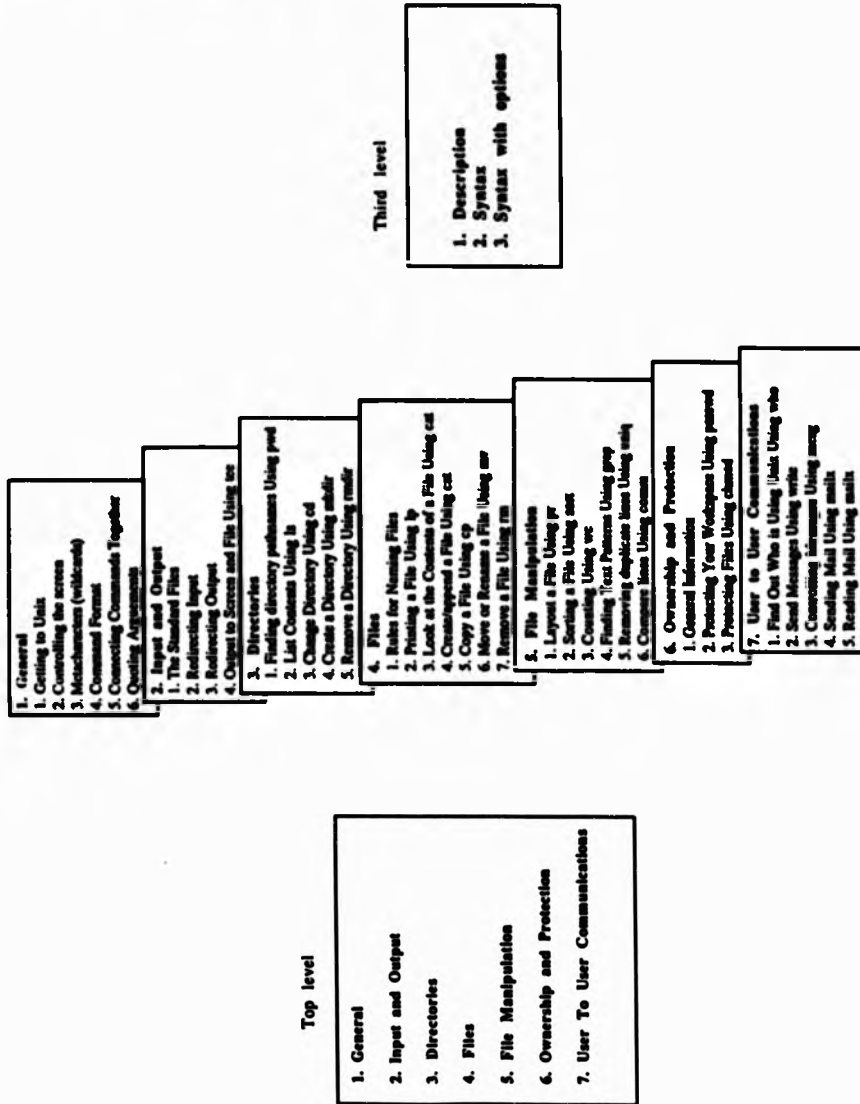 Top level
1. General
2. Input and Output
3. Directories
4. Files
5. File Manipulation
6. Ownership and Protection
7. User To User Communications
1. General
1. Getting to Unix
2. Controlling the screen
3. Metacharacters (wildcards)
4. Command Format
5. Connecting Commands Together
6. Quoting Arguements
2. Input and Output
1. The Standard Files
2. Redirecting Input
3. Redirecting Output
4. Output to Screen and File Using tee
3. Directories
1. Finding directory pathnames Using pwd
2. List Contents Using ls
3. Change Directory Using cd
4. Create a Directory Using mkdir
5. Remove a Directory Using rmdir
4. Files
1. Rules for Naming Files
2. Printing a File Using lp
3. Look at the Contents of a File Using cat
4. Create/append a File Using cat
5. Copy a File Using cp
6. Move or Rename a File Using mv
7. Remove a File Using rm
5. File Manipulation
1. Layout a File Using pr
2. Sorting a File Using sort
3. Counting Using wc
4. Finding Text Patterns Using grep
5. Removing duplicate lines Using uniq
6. Compare lines Using comm
6. Ownership and Protection
1. General Information
2. Protecting Your Workspace Using passwd
3. Protecting Files Using chmod
7. User to User Communications
1. Find Out Who is Using Unix Using who
2. Send Messages Using write
3. Controlling Using mesg
4. Sending Mail Using mailx
5. Reading Mail Using mailx
Third level
1. Description
2. Syntax
3. Syntax with options